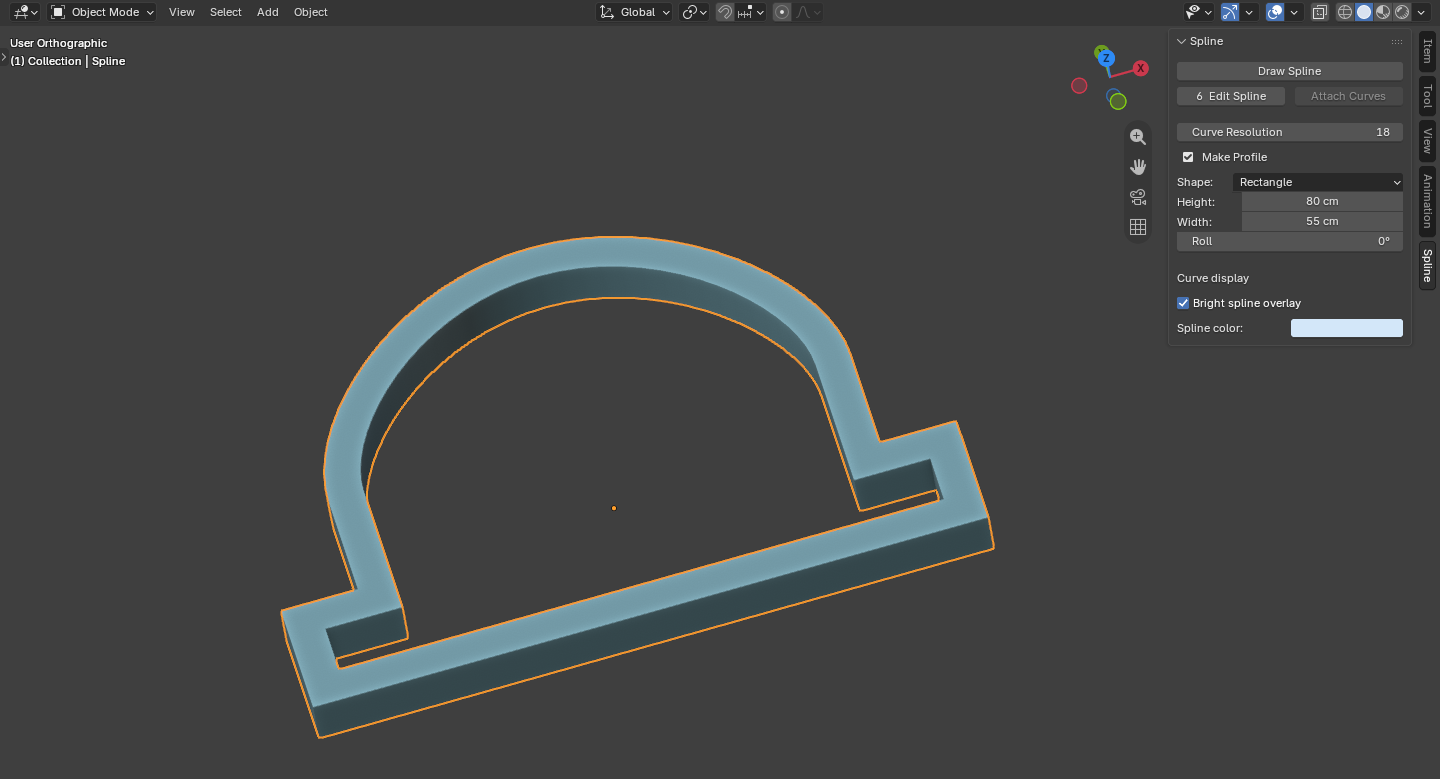 Object Mode View Select Add Object Global
User Orthographic
(1) Collection | Spline
Z X
Spline
Draw Spline
6 Edit Spline Attach Curves
Curve Resolution 18
Make Profile
Shape: Rectangle
Height: 80 cm
Width: 55 cm
Roll 0°
Curve display
Bright spline overlay
Spline color:
Item
Tool
View
Animation
Spline